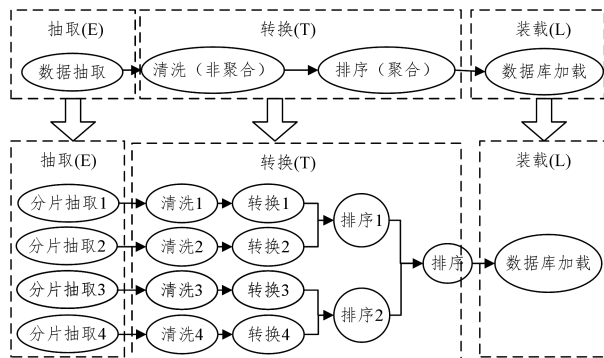 抽取(E) 转换(T) 装载(L)
数据抽取 清洗（非聚合） 排序（聚合） 数据库加载
抽取(E) 转换(T) 装载(L)
分片抽取1 清洗1 转换1
排序1
分片抽取2 清洗2 转换2
排序 数据库加载
分片抽取3 清洗3 转换3
排序2
分片抽取4 清洗4 转换4